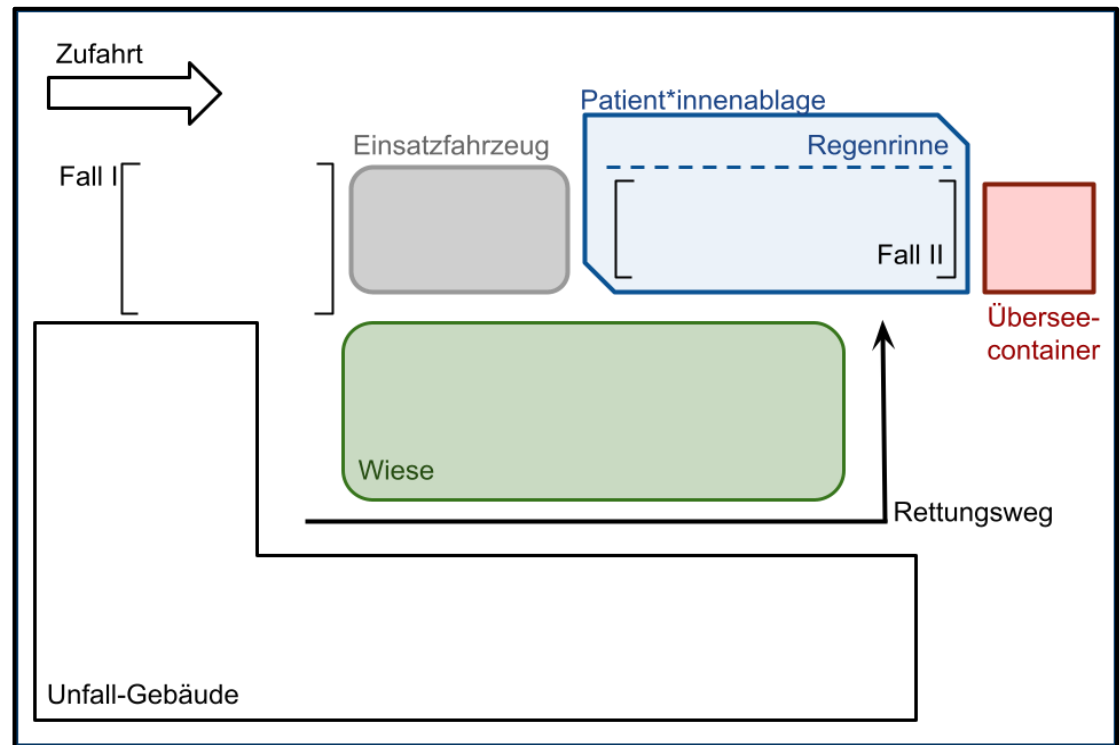 Zufahrt
Patient*innenablage
Einsatzfahrzeug
Regenrinne
Fall I
Fall II
Übersee-
container
Wiese
Rettungsweg
Unfall-Gebäude